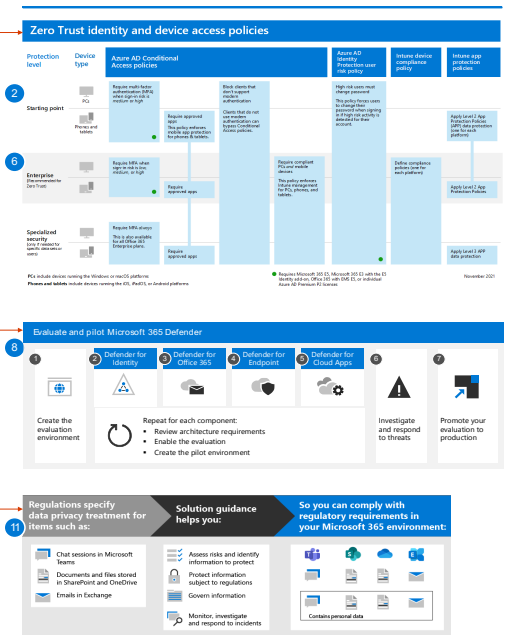 Zero Trust identity and device access policies
Protection
level
Device
type
Azure AD Conditional
Access policies
Azure AD
Identity
Protection user
risk policy
Intune device
compliance
policy
Intune app
protection
policies
2
Starting point
PCs
Phones and
tablets
Require multi-factor
authentication (MFA)
when sign-in risk is
medium or high
Require approved
apps
This policy enforces
mobile app protection
for phones & tablets.
Block clients that
don't support
modern
authentication
Clients that do not
use modern
authentication can
bypass Conditional
Access policies.
High risk users must
change password
This policy forces users
to change their
password when signing
in if high risk activity is
detected for their
account.
Apply Level 2 App
Protection Policies
(APP) data protection
(one for each
platform)
6
Enterprise
(Recommended for
Zero Trust)
Require MFA when
sign-in risk is low,
medium, or high
Require
approved apps
Require compliant
PCs and mobile
devices
This policy enforces
Intune management
for PCs, phones, and
tablets.
Define compliance
policies (one for
each platform)
Apply Level 2 App
Protection Policies
Specialized
security
(only if needed for
specific data sets or
users)
Require MFA always
This is also available
for all Office 365
Enterprise plans.
Require
approved apps
Apply Level 3 APP
data protection
PCs include devices running the Windows or macOS platforms
Phones and tablets include devices running the iOS, iPadOS, or Android platforms
Requires Microsoft 365 E5, Microsoft 365 E3 with the E5
Identity add-on, Office 365 with EMS E5, or individual
Azure AD Premium P2 licenses
November 2021
Evaluate and pilot Microsoft 365 Defender
8
1
Create the
evaluation
environment
2
Defender for
Identity
3
Defender for
Office 365
4
Defender for
Endpoint
5
Defender for
Cloud Apps
Repeat for each component:
▪ Review architecture requirements
▪ Enable the evaluation
▪ Create the pilot environment
6
Investigate
and respond
to threats
7
Promote your
evaluation to
production
11
Regulations specify
data privacy treatment for
items such as:
Solution guidance
helps you:
So you can comply with
regulatory requirements in
your Microsoft 365 environment:
Chat sessions in Microsoft
Teams
Documents and files stored
in SharePoint and OneDrive
Emails in Exchange
Assess risks and identify
information to protect
Protect information
subject to regulations
Govern information
Monitor, investigate
and respond to incidents
Contains personal data